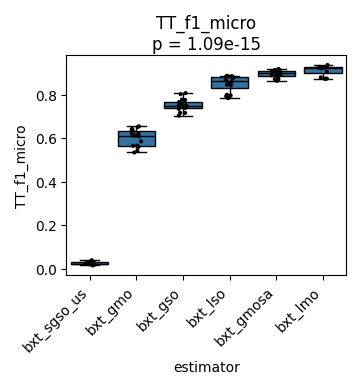 TT_f1_micro
p = 1.09e-15
TT_f1_micro
0.8
0.6
0.4
0.2
0.0
bxt_sgso_us
bxt_gmo
bxt_gso
bxt_lso
bxt_gmosa
bxt_lmo
estimator